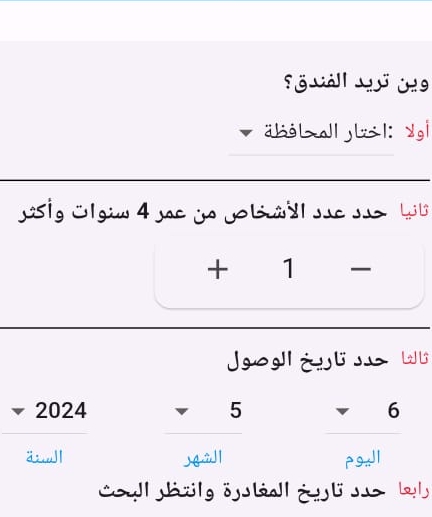 وين تريد الفندق؟
أولا :اختار المحافظة
ثانيا حدد عدد الأشخاص من عمر 4 سنوات وأكثر
− 1 +
ثالثا حدد تاريخ الوصول
6 5 2024
اليوم الشهر السنة
رابعا حدد تاريخ المغادرة وانتظر البحث